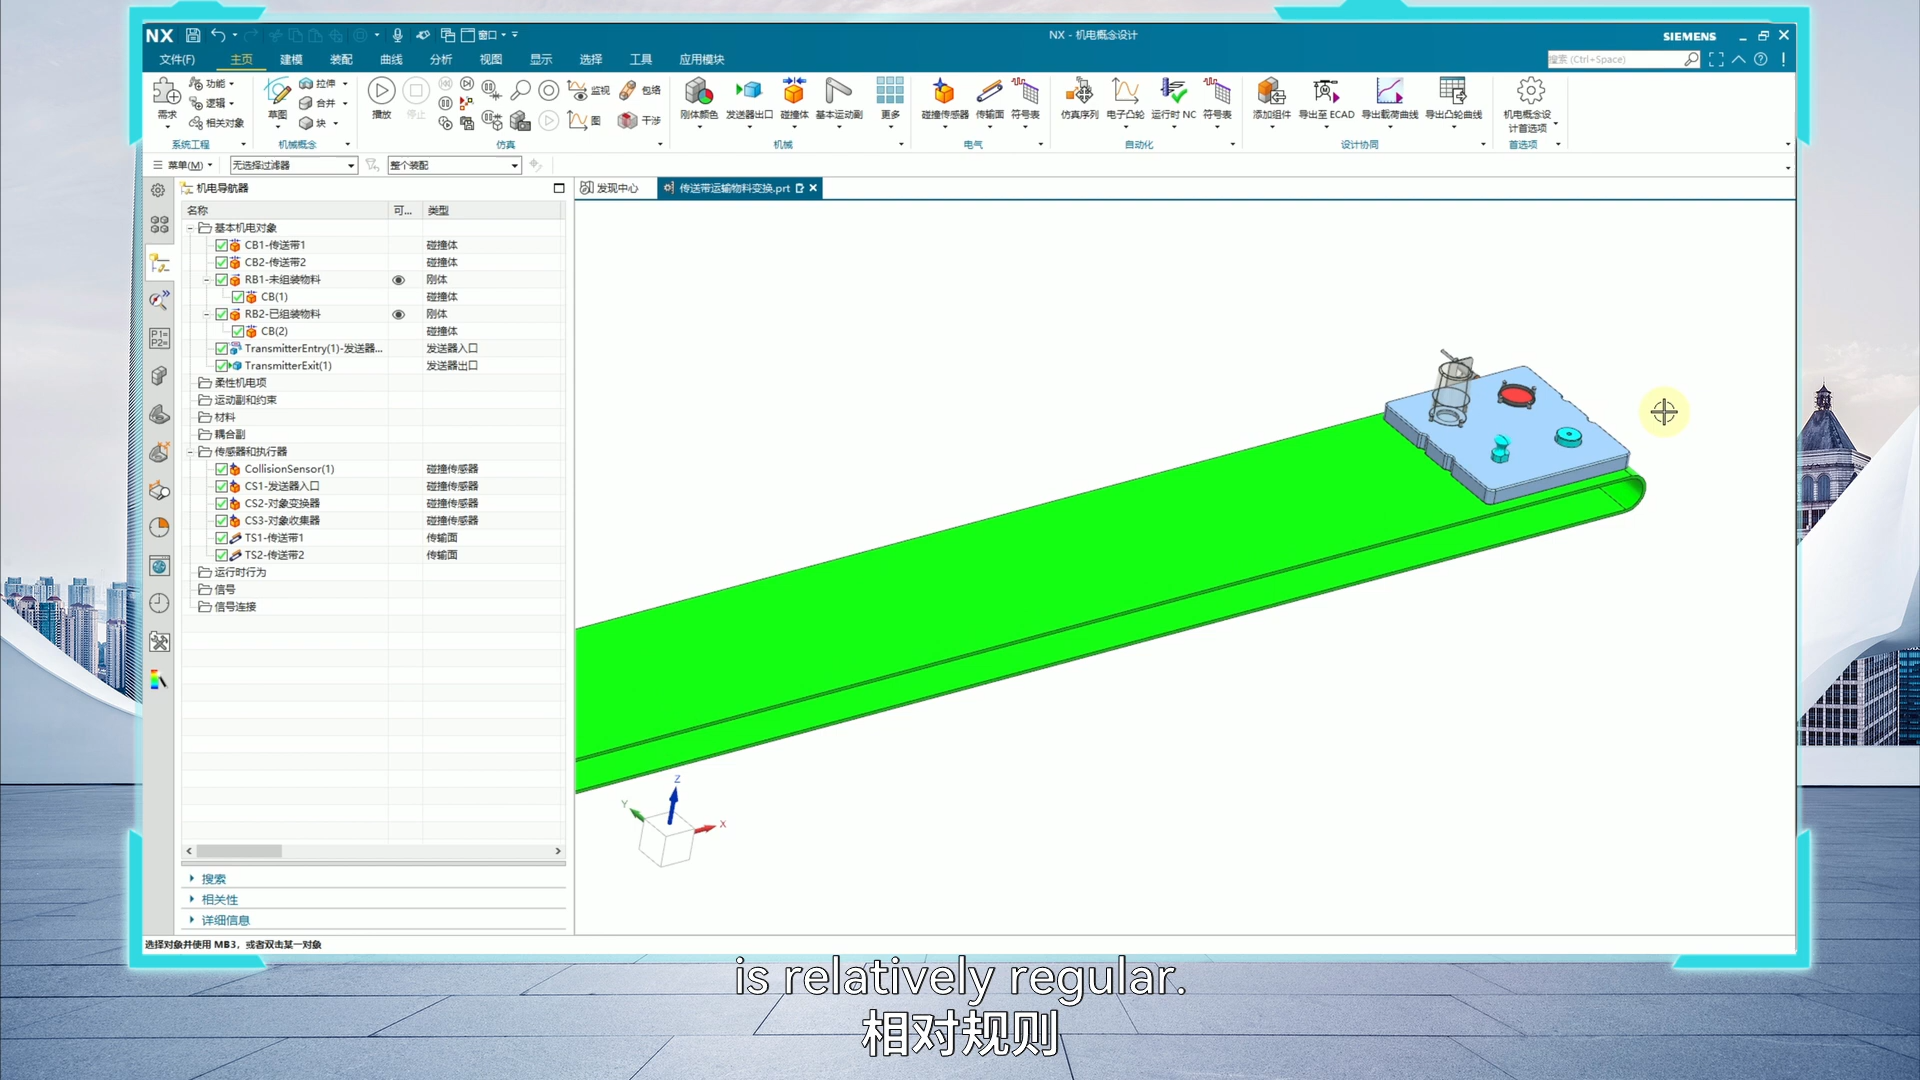 NX
窗口
NX - 机电概念设计
SIEMENS
文件(F) 主页 建模 装配 曲线 分析 视图 显示 选择 工具 应用模块
搜索 (Ctrl+Space)
需求
功能
逻辑
相关对象
系统工程
草图
拉伸
合并
块
机械概念
播放
停止
监视
图
包络
干涉
仿真
刚体颜色 发送器出口 碰撞体 基本运动副 更多
机械
碰撞传感器 传输面 符号表
电气
仿真序列 电子凸轮 运行时 NC 符号表
自动化
添加组件 导出至 ECAD 导出载荷曲线 导出凸轮曲线
设计协同
机电概念设
计首选项
首选项
菜单(M)
无选择过滤器
整个装配
机电导航器
发现中心
传送带运输物料变换.prt
名称 可... 类型
基本机电对象
CB1-传送带1 碰撞体
CB2-传送带2 碰撞体
RB1-未组装物料 刚体
CB(1) 碰撞体
RB2-已组装物料 刚体
CB(2) 碰撞体
TransmitterEntry(1)-发送器... 发送器入口
TransmitterExit(1) 发送器出口
柔性机电项
运动副和约束
材料
耦合副
传感器和执行器
CollisionSensor(1) 碰撞传感器
CS1-发送器入口 碰撞传感器
CS2-对象变换器 碰撞传感器
CS3-对象收集器 碰撞传感器
TS1-传送带1 传输面
TS2-传送带2 传输面
运行时行为
信号
信号连接
P1=
P2=
Z
Y
X
搜索
相关性
详细信息
选择对象并使用 MB3，或者双击某一对象
is relatively regular.
相对规则